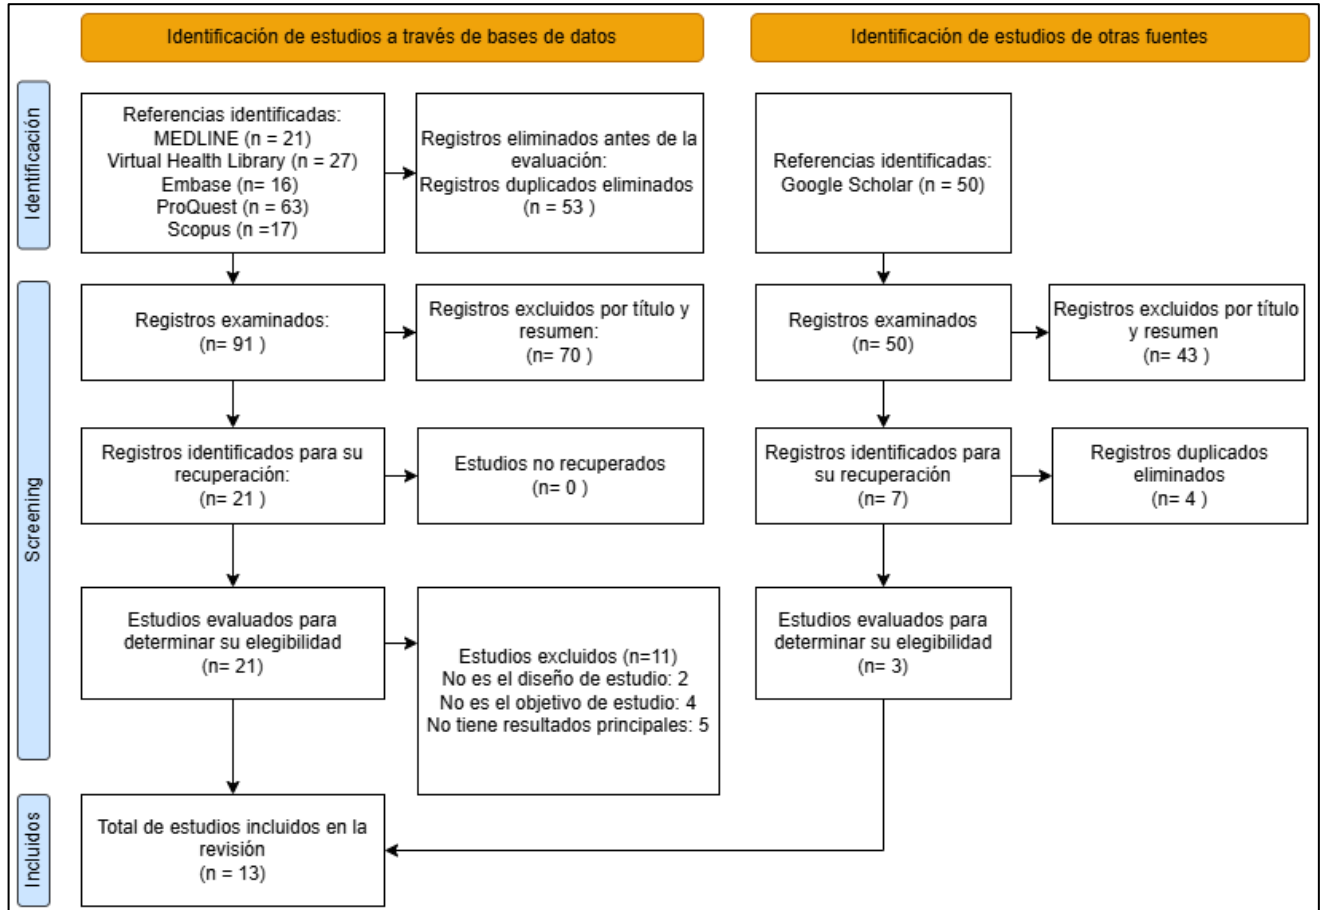 Identificación de estudios a través de bases de datos
Identificación de estudios de otras fuentes
Identificación
Referencias identificadas:
MEDLINE (n = 21)
Virtual Health Library (n = 27)
Embase (n= 16)
ProQuest (n = 63)
Scopus (n =17)
Registros eliminados antes de la
evaluación:
Registros duplicados eliminados
(n = 53 )
Referencias identificadas:
Google Scholar (n = 50)
Screening
Registros examinados:
(n= 91 )
Registros excluidos por título y
resumen:
(n= 70 )
Registros examinados
(n= 50)
Registros excluidos por título
y resumen
(n= 43 )
Registros identificados para su
recuperación:
(n= 21 )
Estudios no recuperados
(n= 0 )
Registros identificados para
su recuperación
(n= 7)
Registros duplicados
eliminados
(n= 4 )
Estudios evaluados para
determinar su elegibilidad
(n= 21)
Estudios excluidos (n=11)
No es el diseño de estudio: 2
No es el objetivo de estudio: 4
No tiene resultados principales: 5
Estudios evaluados para
determinar su elegibilidad
(n= 3)
Incluidos
Total de estudios incluidos en la
revisión
(n = 13)